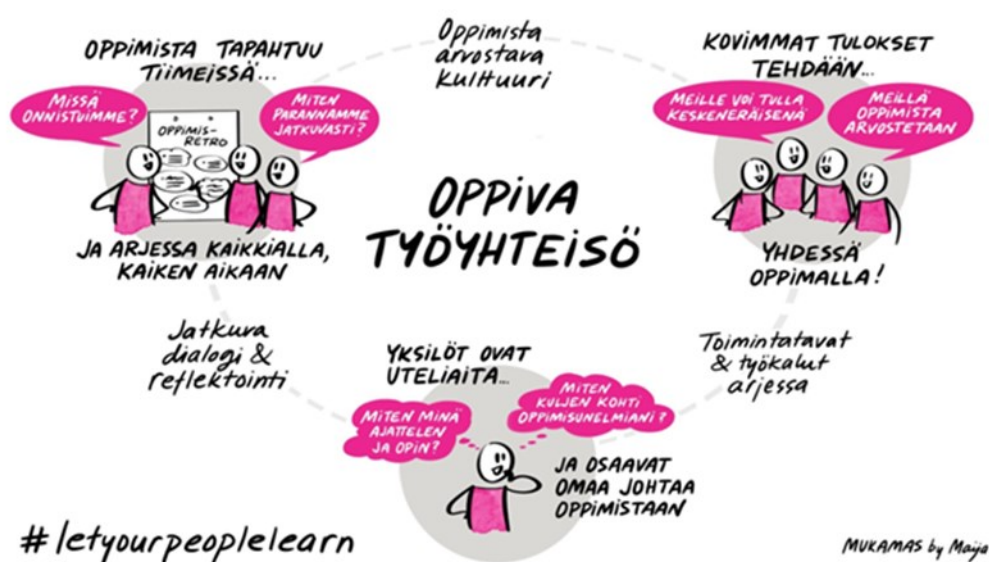 OPPIMISTA TAPAHTUU
TIIMEISSÄ...
MISSÄ
ONNISTUIMME?
MITEN
PARANNAMME
JATKUVASTI?
OPPIMIS-
RETRO
JA ARJESSA KAIKKIALLA,
KAIKEN AIKAAN
Oppimista
arvostava
kulttuuri
KOVIMMAT TULOKSET
TEHDÄÄN...
MEILLE VOI TULLA
KESKENERÄISENÄ
MEILLÄ
OPPIMISTA
ARVOSTETAAN
YHDESSÄ
OPPIMALLA!
OPPIVA
TYÖYHTEISÖ
Jatkuva
dialogi &
reflektointi
Toimintatavat
& työkalut
arjessa
YKSILÖT OVAT
UTELIAITA...
MITEN MINÄ
AJATTELEN
JA OPIN?
MITEN
KULJEN KOHTI
OPPIMISUNELMIANI?
JA OSAAVAT
OMAA JOHTAA
OPPIMISTAAN
#letyourpeoplelearn
MUKAMAS by Maija